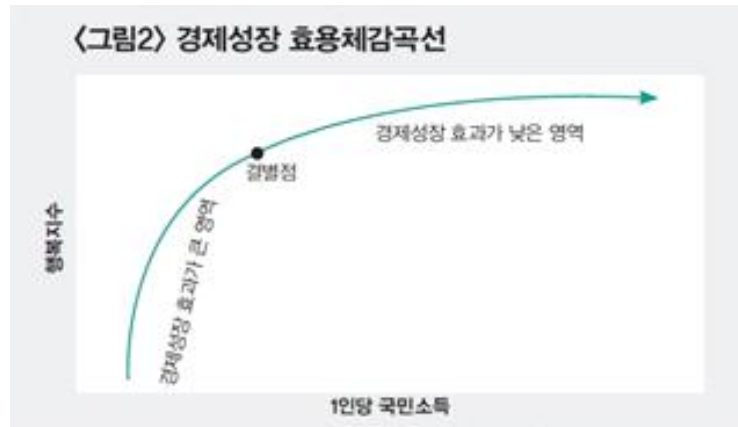 〈그림2〉 경제성장 효용체감곡선
경제성장 효과가 낮은 영역
결별점
경제성장 효과가 큰 영역
행복지수
1인당 국민소득